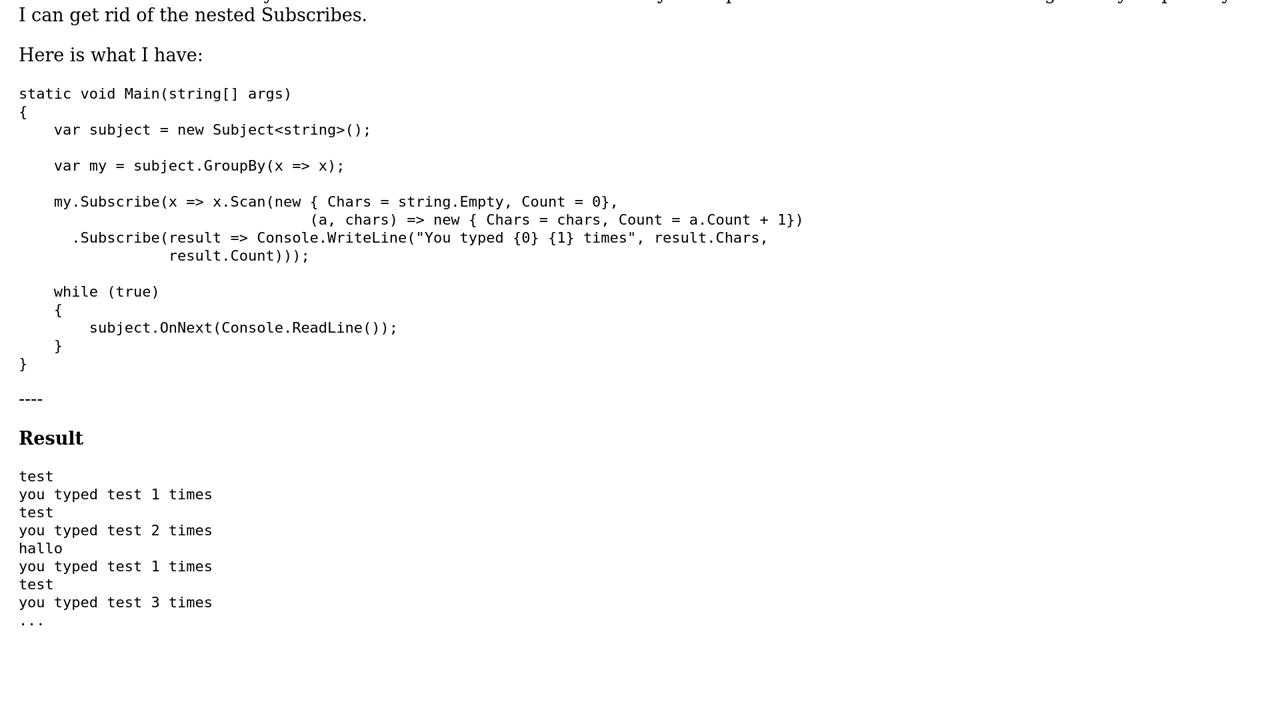 I can get rid of the nested Subscribes.
Here is what I have:
static void Main(string[] args)
{
    var subject = new Subject<string>();
    var my = subject.GroupBy(x => x);
    my.Subscribe(x => x.Scan(new { Chars = string.Empty, Count = 0},
                                 (a, chars) => new { Chars = chars, Count = a.Count + 1})
      .Subscribe(result => Console.WriteLine("You typed {0} {1} times", result.Chars,
                 result.Count)));
    while (true)
    {
        subject.OnNext(Console.ReadLine());
    }
}
----
Result
test
you typed test 1 times
test
you typed test 2 times
hallo
you typed test 1 times
test
you typed test 3 times
...